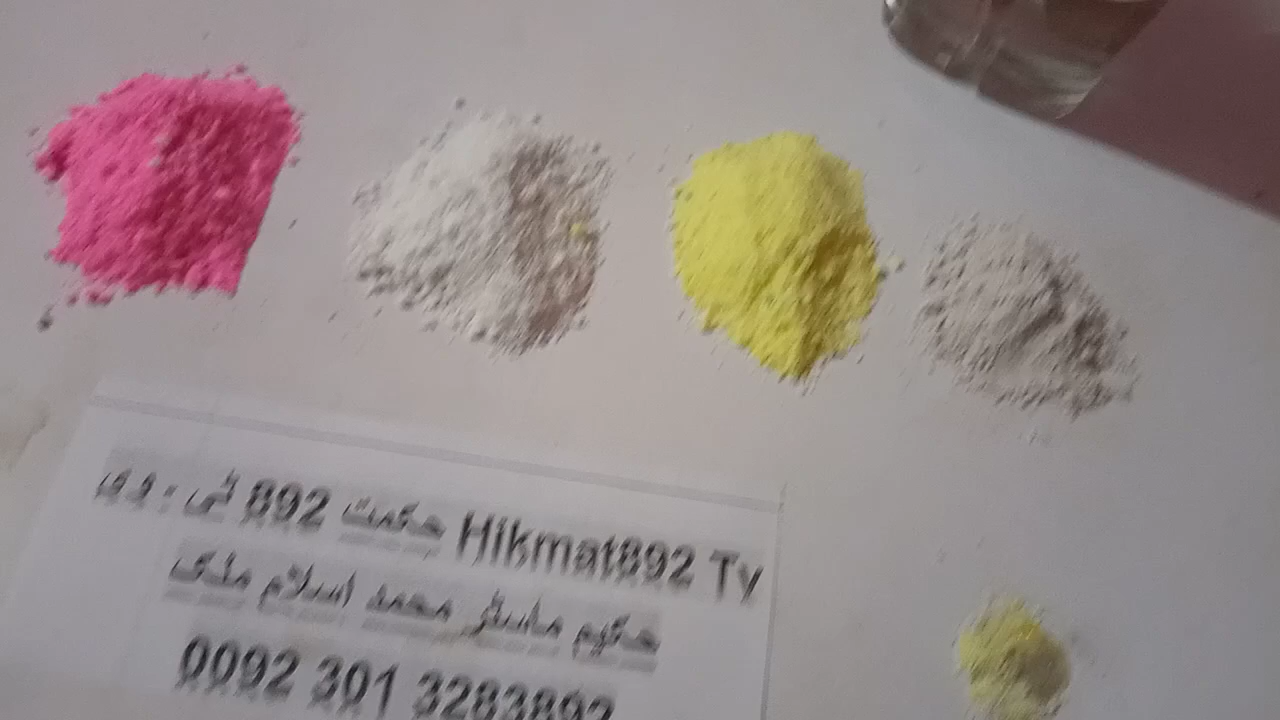 حکمت 892 ٹی ۔ وی Hikmat892 Tv
حکیم ماسٹر محمد اسلام ملک
0092 301 3283892